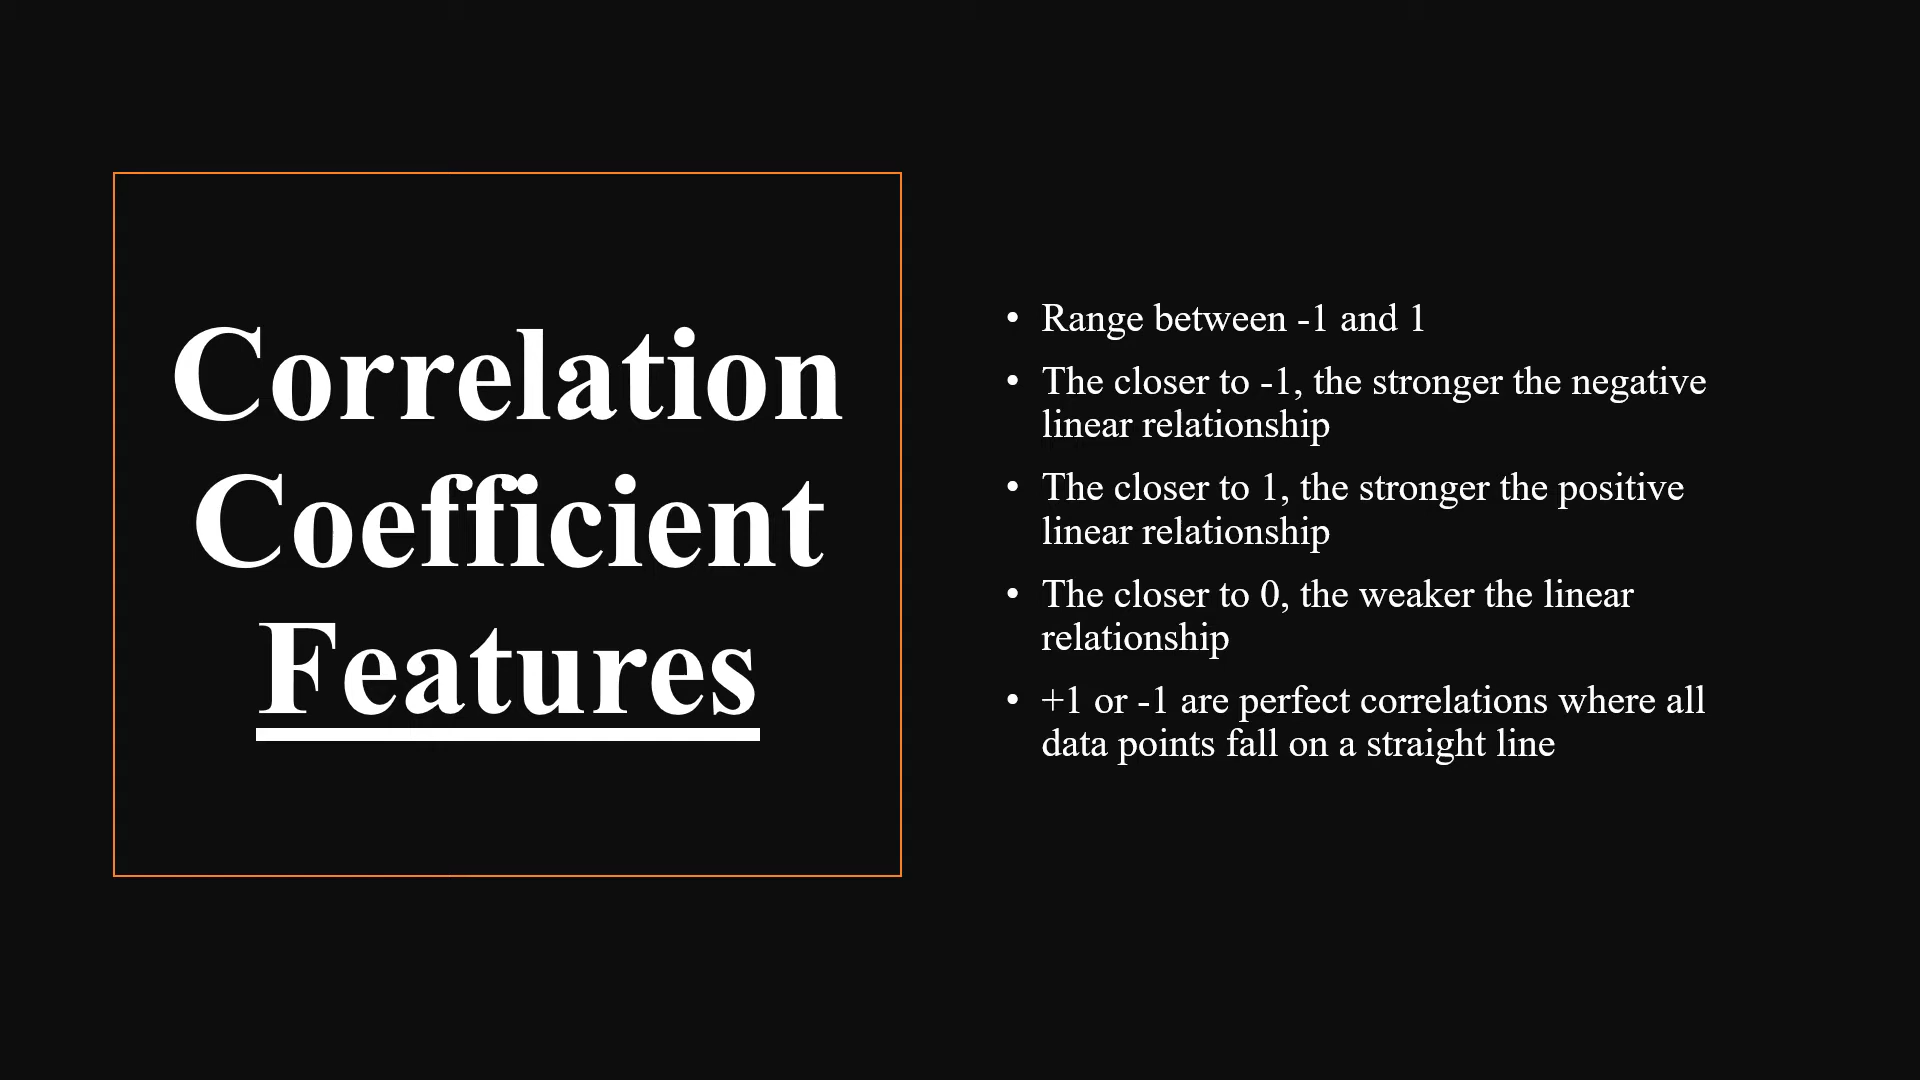 Correlation
Coefficient
Features
• Range between -1 and 1
• The closer to -1, the stronger the negative
linear relationship
• The closer to 1, the stronger the positive
linear relationship
• The closer to 0, the weaker the linear
relationship
• +1 or -1 are perfect correlations where all
data points fall on a straight line